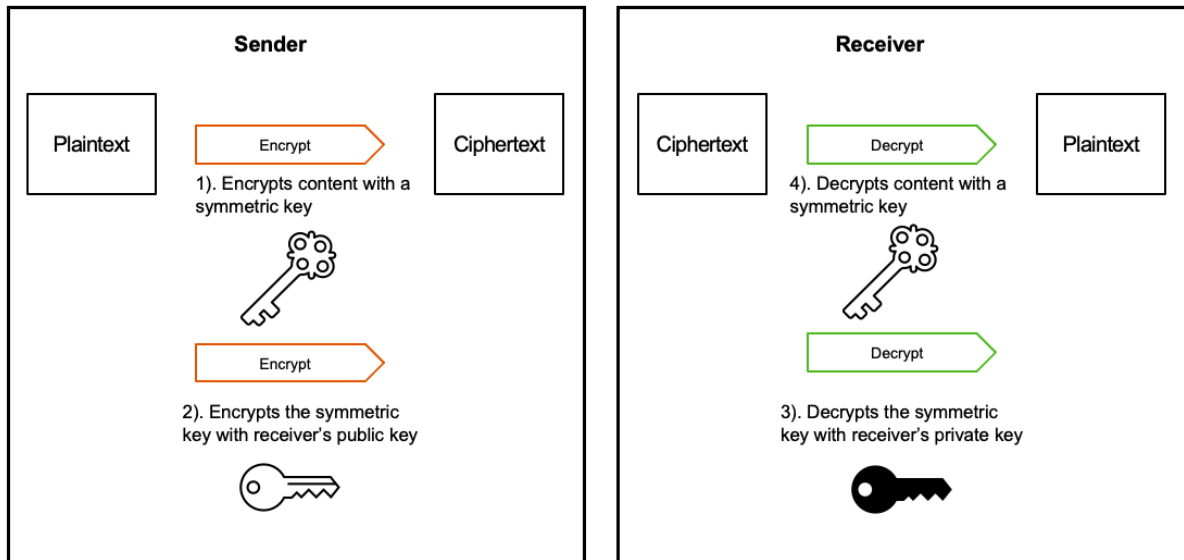 Sender
Plaintext
Encrypt
Ciphertext
1). Encrypts content with a
symmetric key
Encrypt
2). Encrypts the symmetric
key with receiver’s public key
Receiver
Ciphertext
Decrypt
Plaintext
4). Decrypts content with a
symmetric key
Decrypt
3). Decrypts the symmetric
key with receiver’s private key